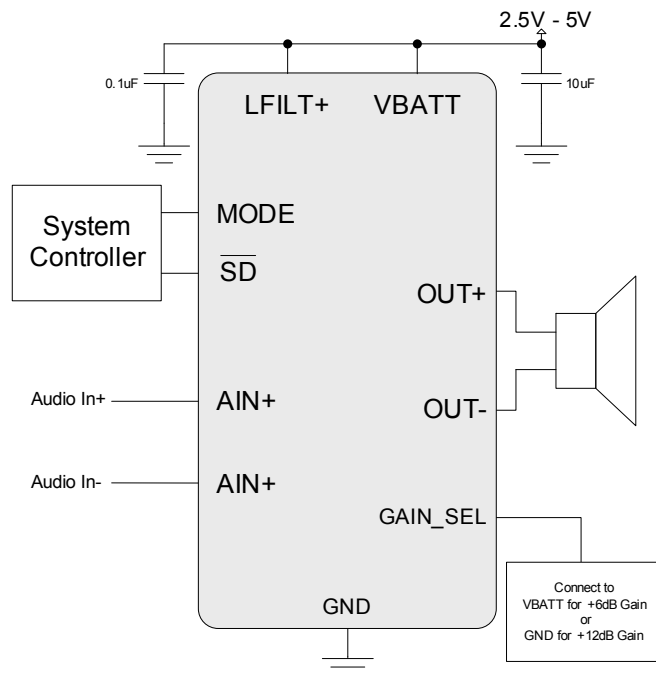 2.5V - 5V
0.1uF
10uF
LFILT+
VBATT
System
Controller
MODE
SD
OUT+
Audio In+
AIN+
OUT-
Audio In-
AIN+
GAIN_SEL
Connect to
VBATT for +6dB Gain
or
GND for +12dB Gain
GND